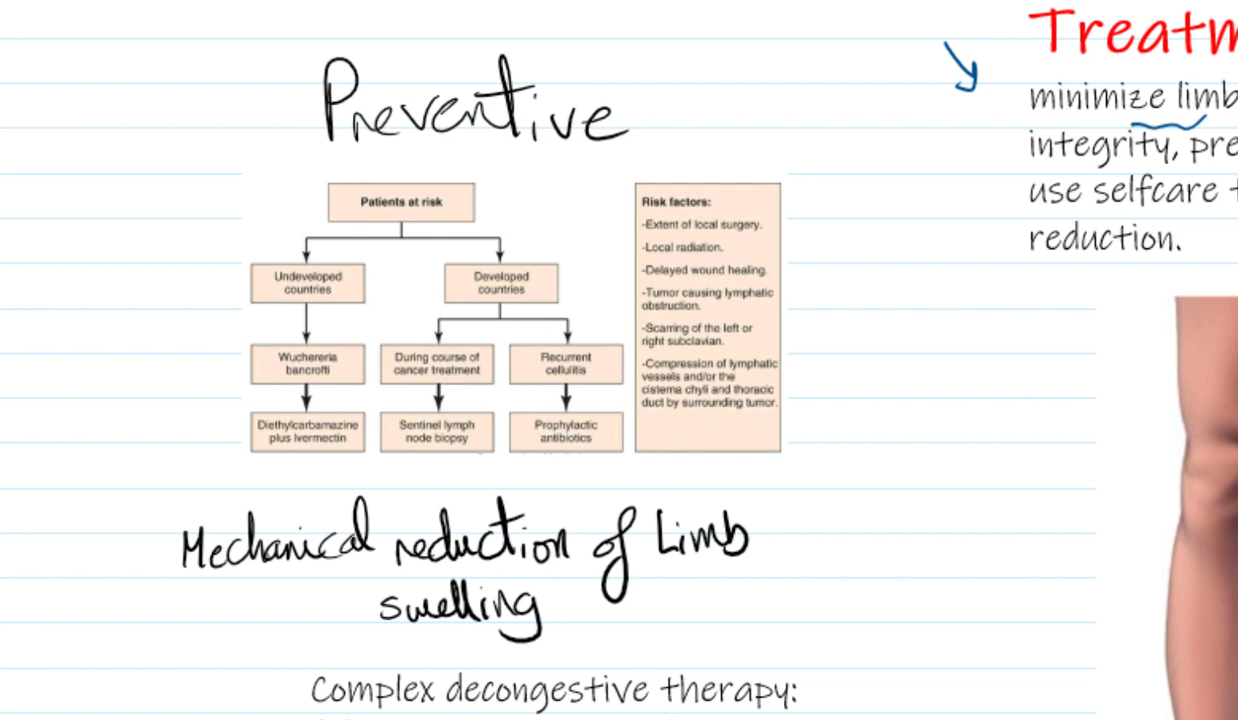 Preventive
Patients at risk
Undeveloped
countries
Developed
countries
Wuchereria
bancrofti
During course of
cancer treatment
Recurrent
cellulitis
Diethylcarbamazine
plus Ivermectin
Sentinel lymph
node biopsy
Prophylactic
antibiotics
Risk factors:
-Extent of local surgery.
-Local radiation.
-Delayed wound healing.
-Tumor causing lymphatic
obstruction.
-Scarring of the left or
right subclavian.
-Compression of lymphatic
vessels and/or the
cisterna chyli and thoracic
duct by surrounding tumor.
Mechanical reduction of Limb
swelling
Complex decongestive therapy:
Treatm
minimize limb
integrity, pre
use selfcare t
reduction.